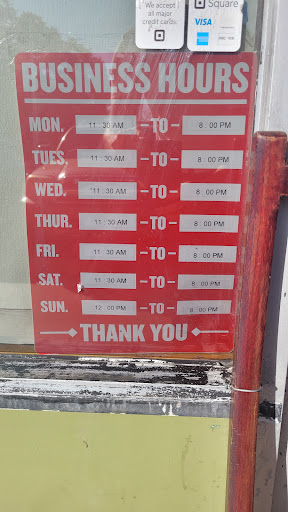 We accept
all major
credit cards.
Square
VISA
BUSINESS HOURS
MON. 11 : 30 AM - TO - 8 : 00 PM
TUES. 11 : 30 AM - TO - 8 : 00 PM
WED. 11 : 30 AM - TO - 8 : 00 PM
THUR. 11 : 30 AM - TO - 8 : 00 PM
FRI. 11 : 30 AM - TO - 8 : 00 PM
SAT. 11 : 30 AM - TO - 8 : 00 PM
SUN. 12 : 00 PM - TO - 8 : 00 PM
THANK YOU